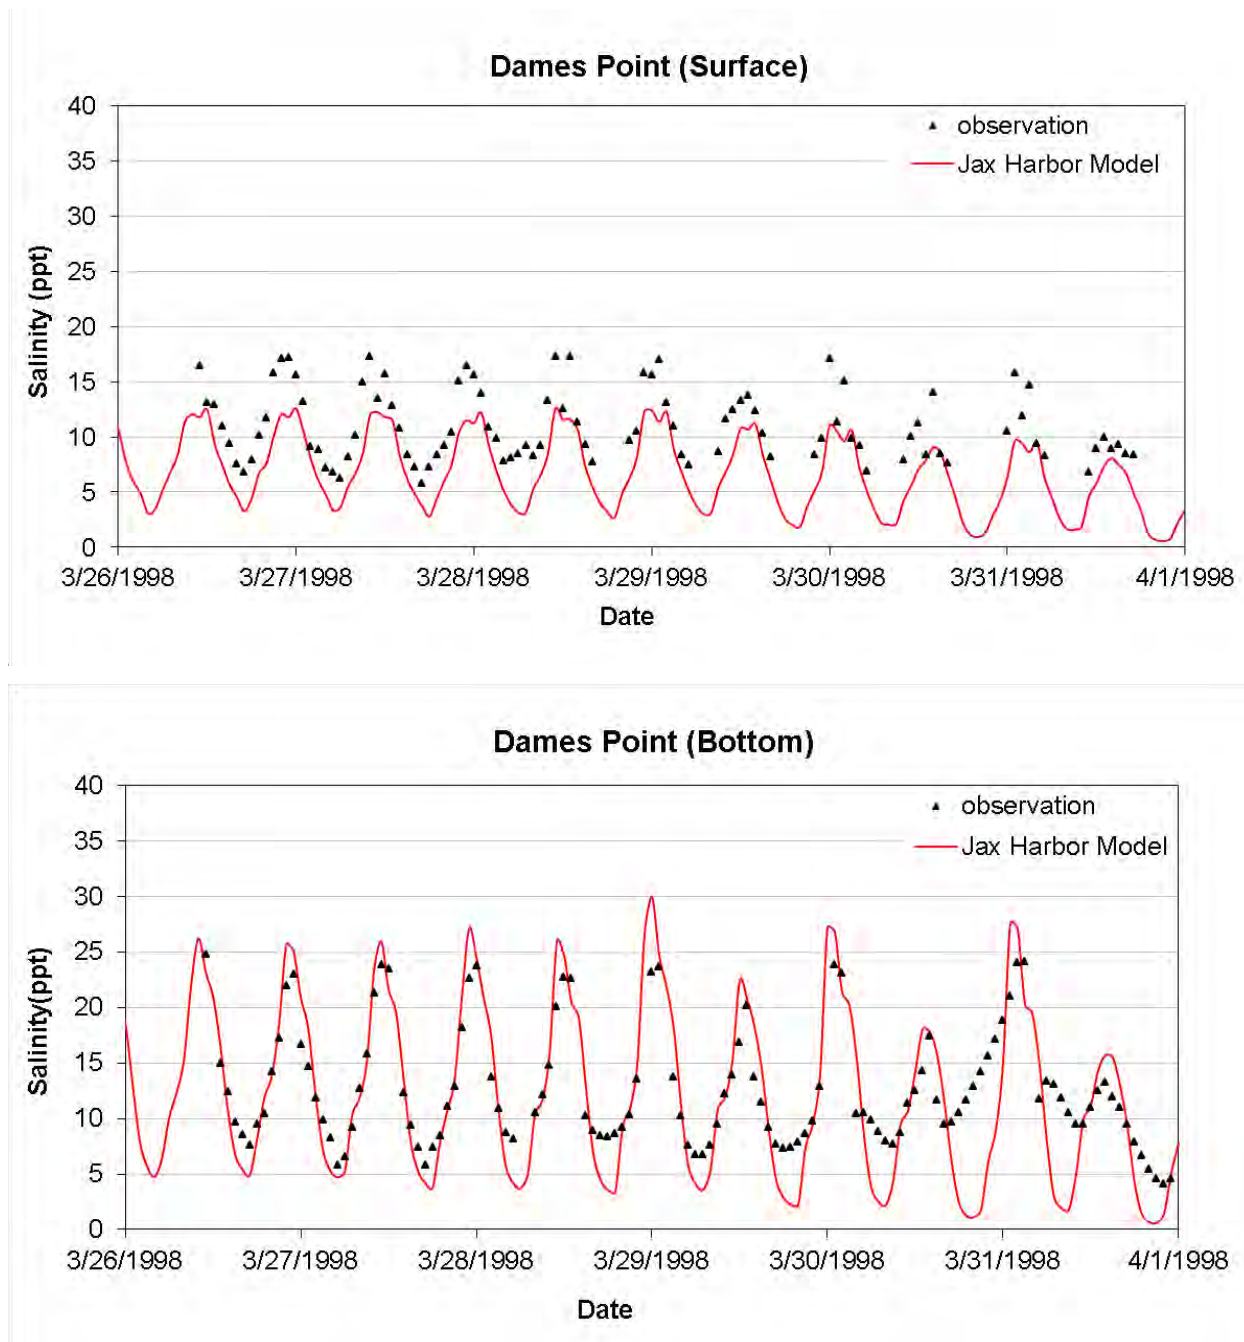 Dames Point (Surface)
40
35
30
25
20
15
10
5
0
Salinity (ppt)
observation
Jax Harbor Model
3/26/1998 3/27/1998 3/28/1998 3/29/1998 3/30/1998 3/31/1998 4/1/1998
Date
Dames Point (Bottom)
40
35
30
25
20
15
10
5
0
Salinity(ppt)
observation
Jax Harbor Model
3/26/1998 3/27/1998 3/28/1998 3/29/1998 3/30/1998 3/31/1998 4/1/1998
Date